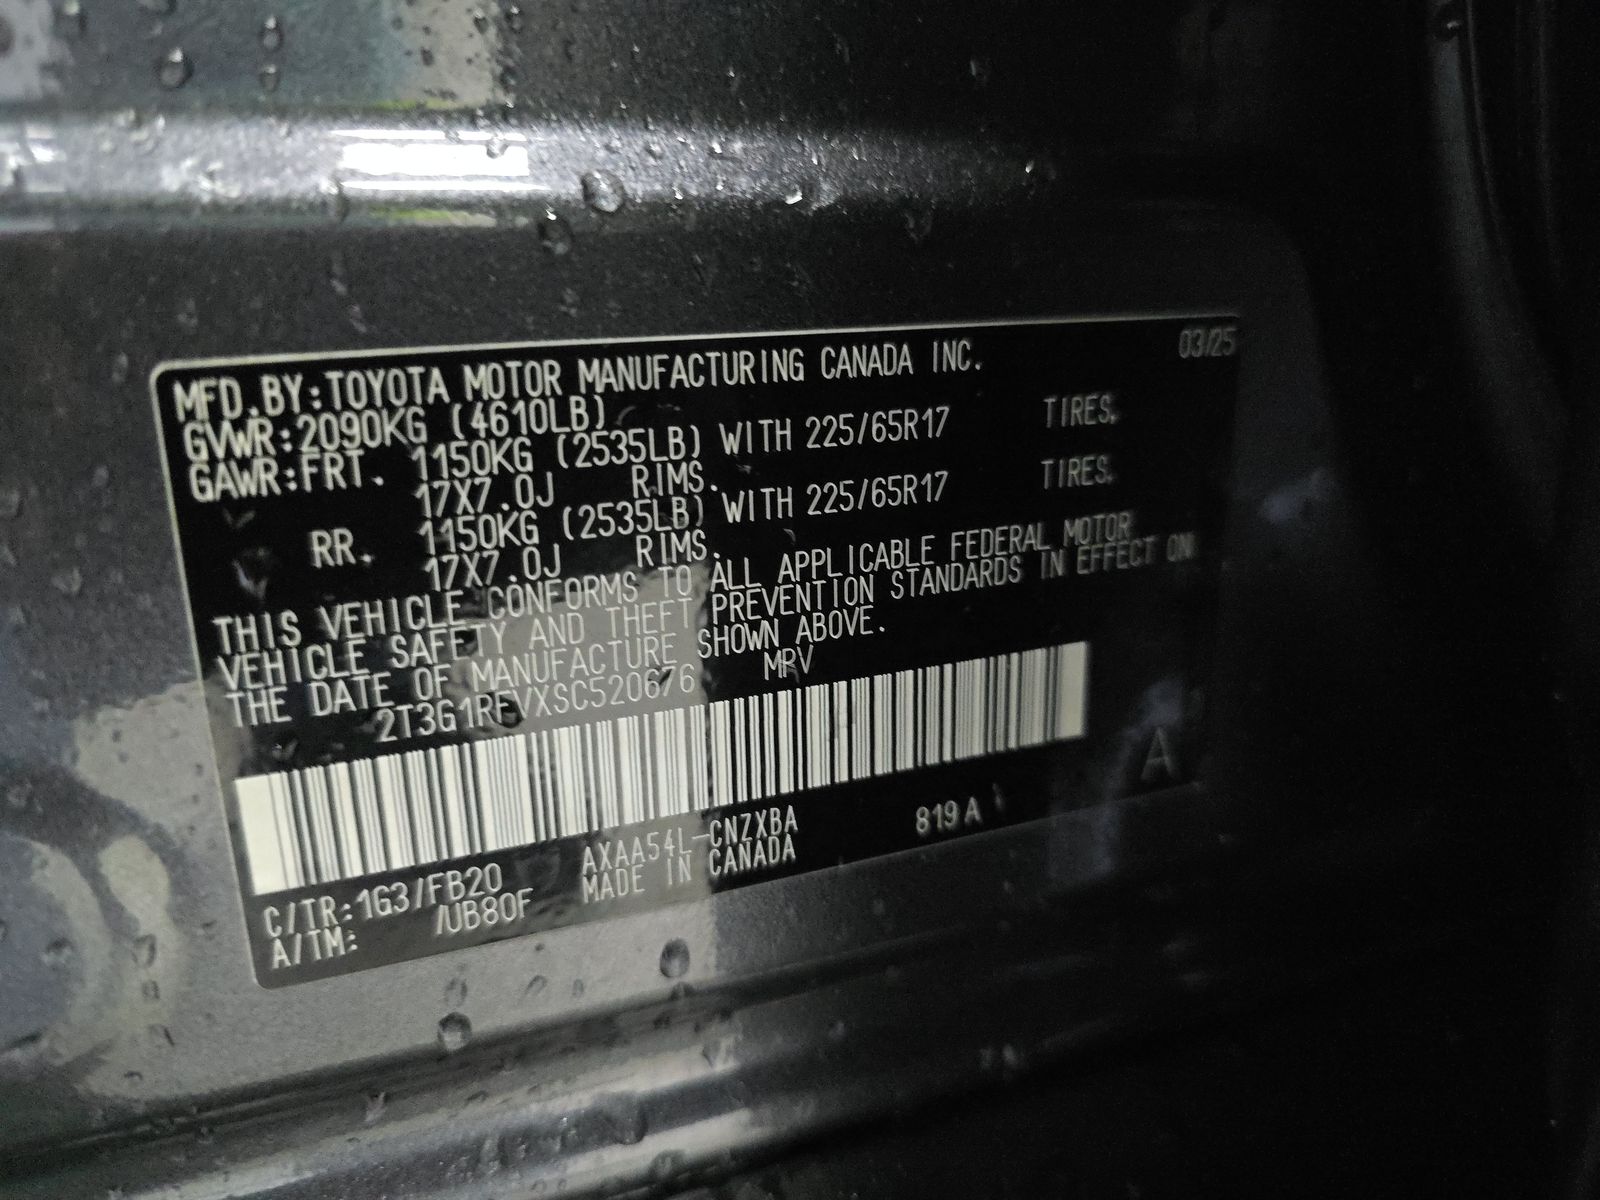 03/25
MFD.BY:TOYOTA MOTOR MANUFACTURING CANADA INC.
GVWR:2090KG (4610LB)
GAWR:FRT. 1150KG (2535LB) WITH 225/65R17 TIRES,
17X7.0J RIMS.
RR. 1150KG (2535LB) WITH 225/65R17 TIRES,
17X7.0J RIMS.
THIS VEHICLE CONFORMS TO ALL APPLICABLE FEDERAL MOTOR
VEHICLE SAFETY AND THEFT PREVENTION STANDARDS IN EFFECT ON
THE DATE OF MANUFACTURE SHOWN ABOVE.
2T3G1RFVXSC520676 MPV
A
C/TR:1G3/FB20 AXAA54L-CNZXBA 819A
A/TM: /UB80F MADE IN CANADA